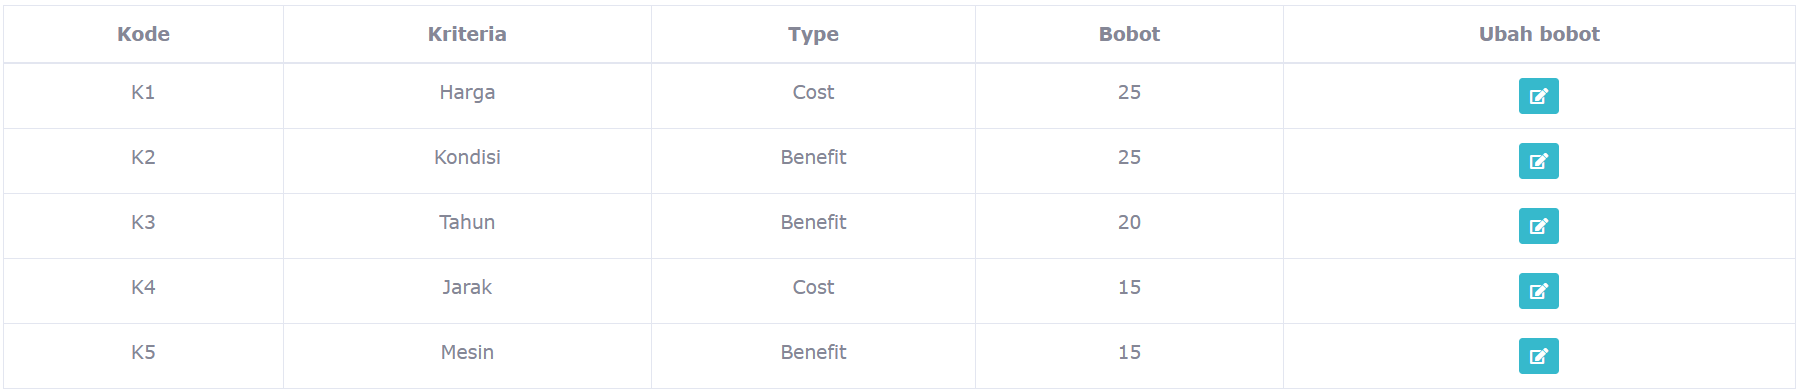 Kode Kriteria Type Bobot Ubah bobot
K1 Harga Cost 25
K2 Kondisi Benefit 25
K3 Tahun Benefit 20
K4 Jarak Cost 15
K5 Mesin Benefit 15